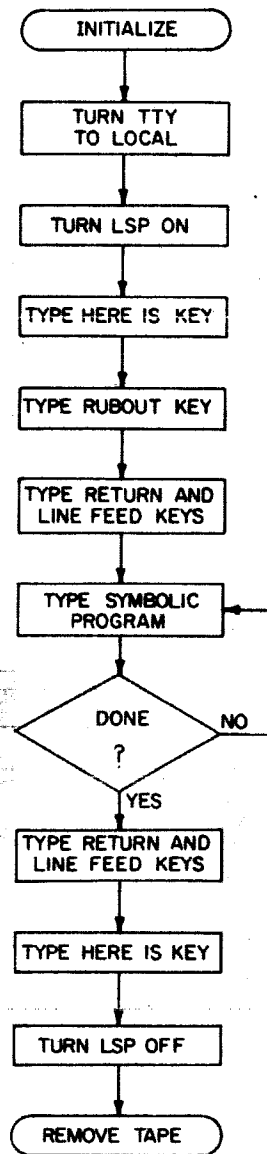 INITIALIZE
TURN TTY
TO LOCAL
TURN LSP ON
TYPE HERE IS KEY
TYPE RUBOUT KEY
TYPE RETURN AND
LINE FEED KEYS
TYPE SYMBOLIC
PROGRAM
DONE
?
NO
YES
TYPE RETURN AND
LINE FEED KEYS
TYPE HERE IS KEY
TURN LSP OFF
REMOVE TAPE